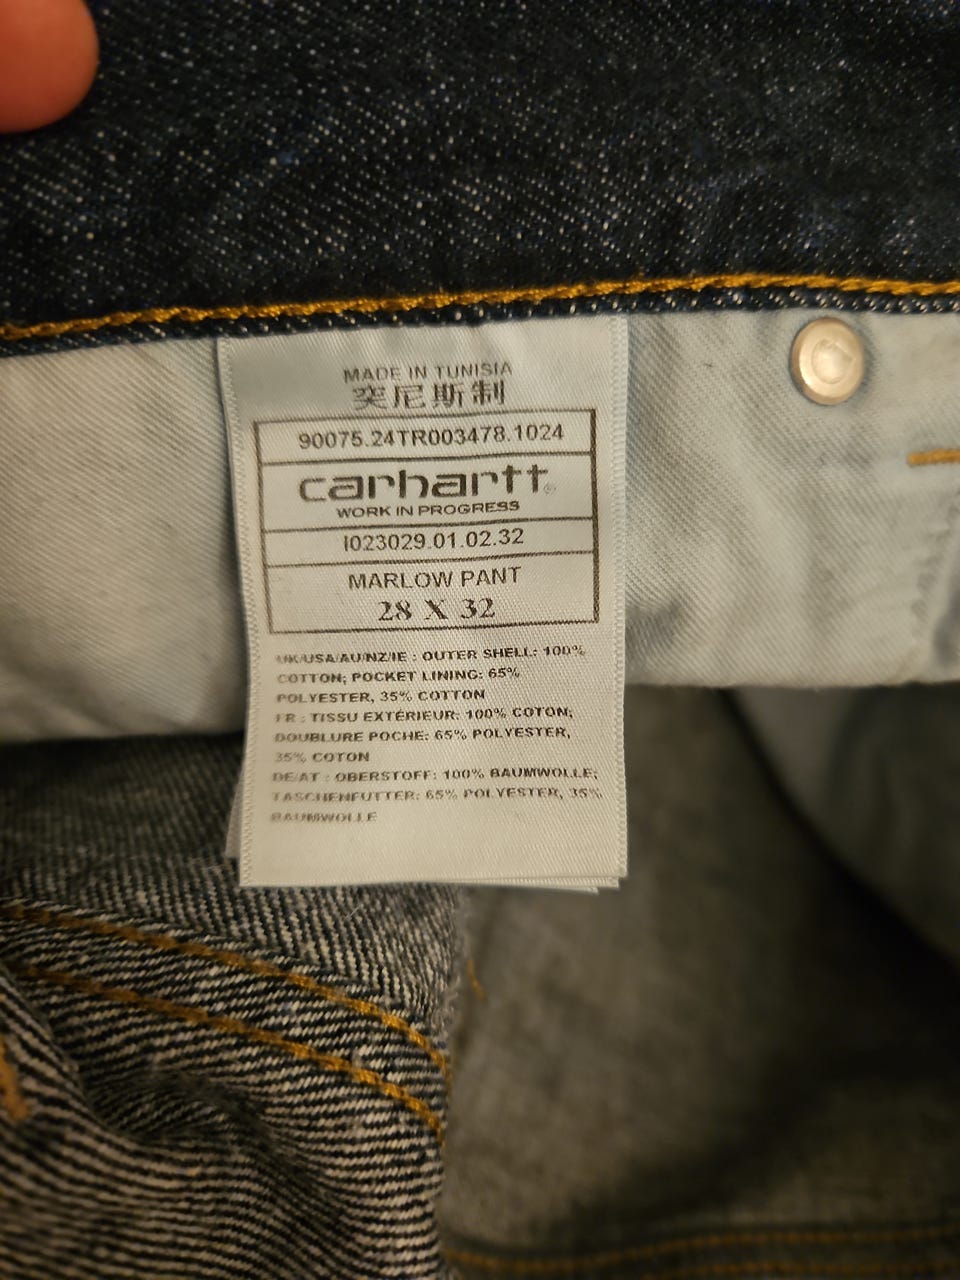 MADE IN TUNISIA
突尼斯制
90075.24TR003478.1024
carhartt®
WORK IN PROGRESS
I023029.01.02.32
MARLOW PANT
28 X 32
UK/USA/AU/NZ/IE : OUTER SHELL: 100%
COTTON; POCKET LINING: 65%
POLYESTER, 35% COTTON
FR : TISSU EXTÉRIEUR: 100% COTON;
DOUBLURE POCHE: 65% POLYESTER,
35% COTON
DE/AT : OBERSTOFF: 100% BAUMWOLLE;
TASCHENFUTTER: 65% POLYESTER, 35%
BAUMWOLLE